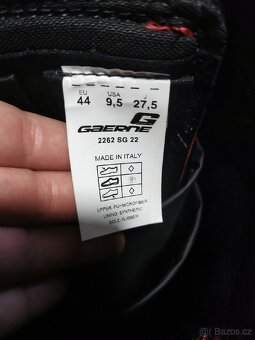 EU USA J
44 9,5 27,5
G
GAERNE
2262 SG 22
MADE IN ITALY
UPPER: PU+MICROFIBER
LINING: SYNTHETIC
SOLE: RUBBER
Sbazar.cz